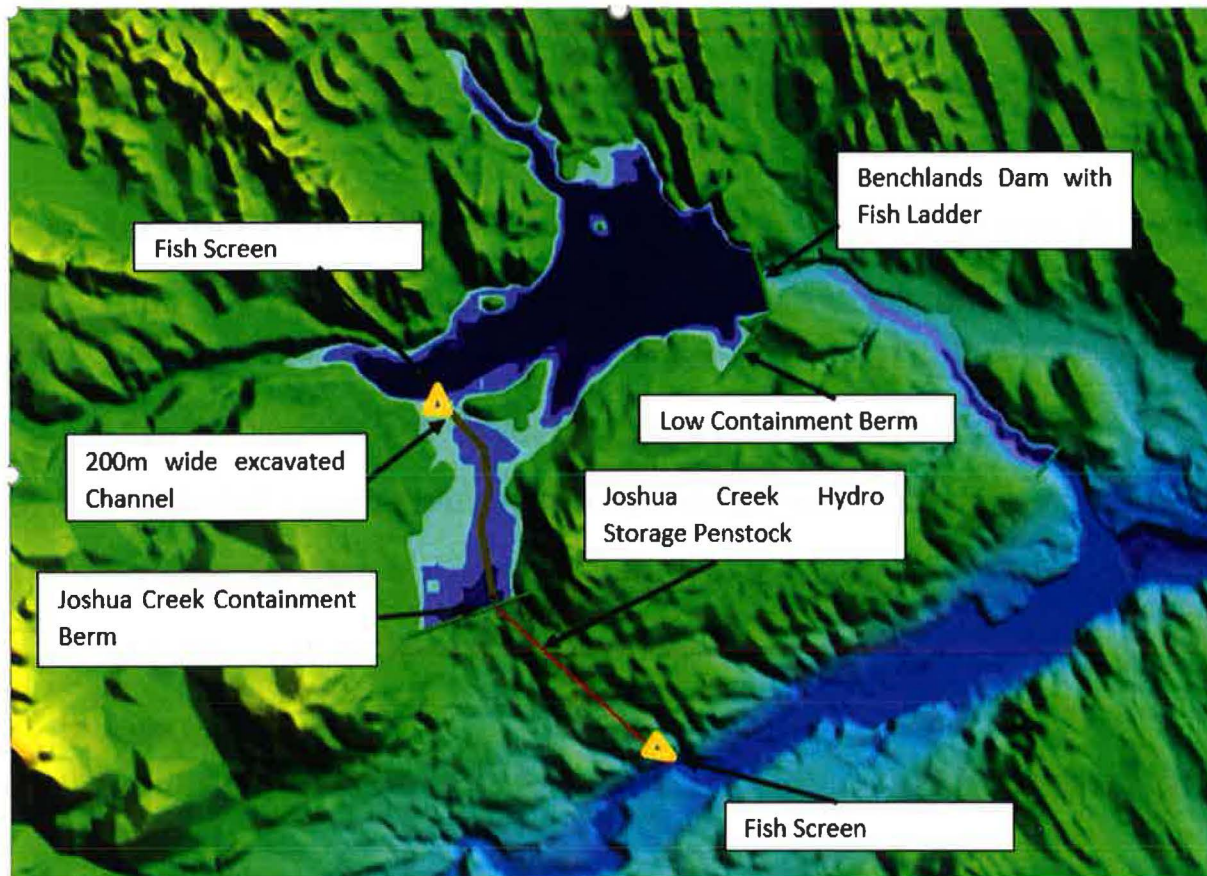 Benchlands Dam with
Fish Ladder
Fish Screen
Low Containment Berm
200m wide excavated
Channel
Joshua Creek Hydro
Storage Penstock
Joshua Creek Containment
Berm
Fish Screen